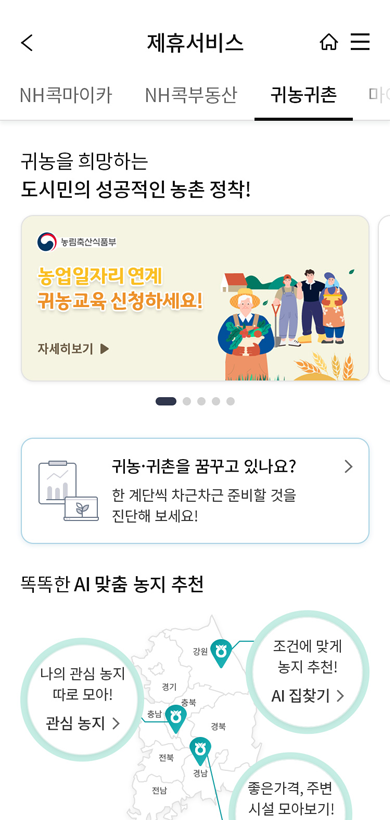 제휴서비스
NH콕마이카 NH콕부동산 귀농귀촌 마이
귀농을 희망하는
도시민의 성공적인 농촌 정착!
농림축산식품부
농업일자리 연계
귀농교육 신청하세요!
자세히보기
귀농·귀촌을 꿈꾸고 있나요?
한 계단씩 차근차근 준비할 것을
진단해 보세요!
똑똑한 AI 맞춤 농지 추천
강원
조건에 맞게
농지 추천!
AI 집찾기
나의 관심 농지
따로 모아!
관심 농지
경기
충북
충남
경북
전북
경남
전남
좋은가격, 주변
시설 모아보기!